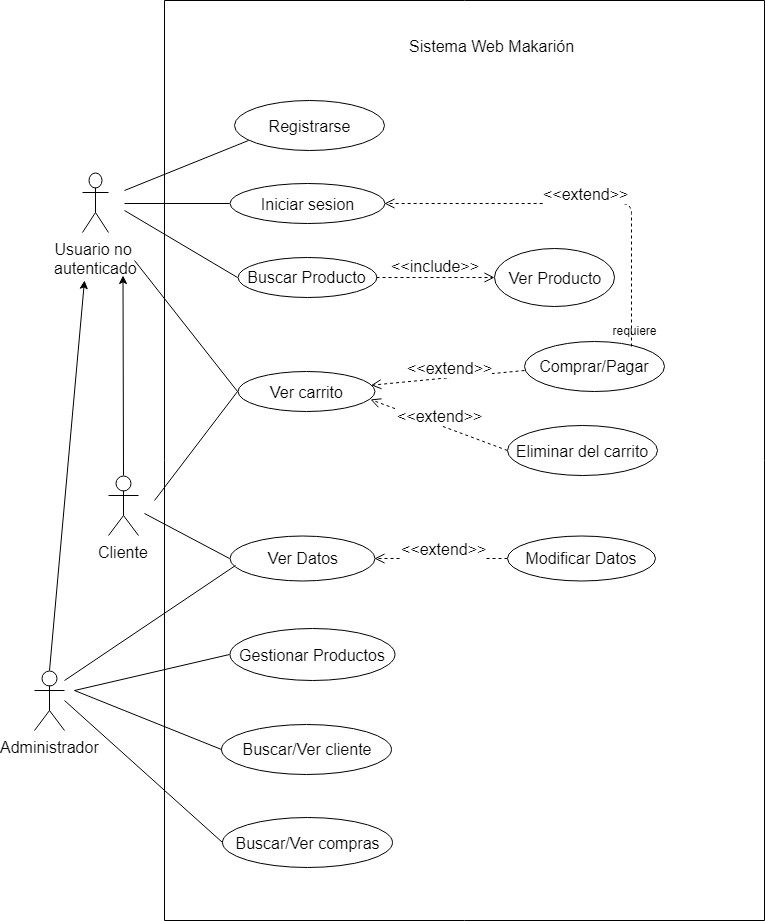 Sistema Web Makarión
Registrarse
<<extend>>
Iniciar sesion
Usuario no
autenticado
<<include>>
Buscar Producto
Ver Producto
requiere
<<extend>>
Comprar/Pagar
Ver carrito
<<extend>>
Eliminar del carrito
Cliente
<<extend>>
Ver Datos
Modificar Datos
Gestionar Productos
Administrador
Buscar/Ver cliente
Buscar/Ver compras